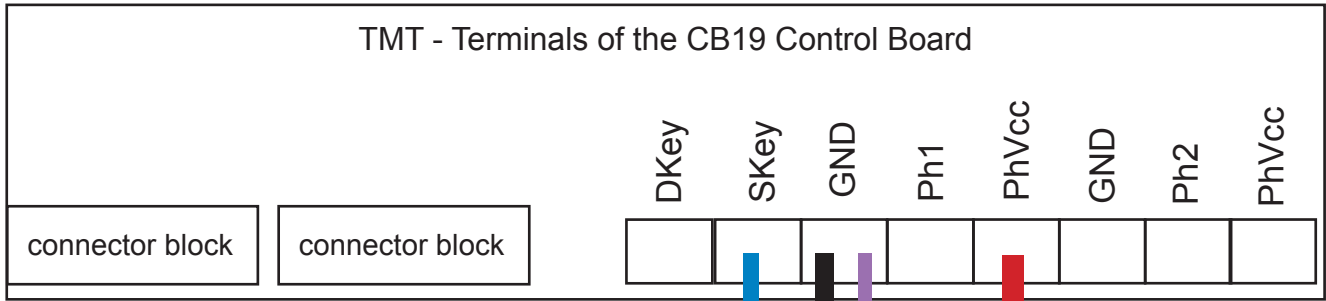 TMT - Terminals of the CB19 Control Board
DKey
SKey
GND
Ph1
PhVcc
GND
Ph2
PhVcc
connector block
connector block